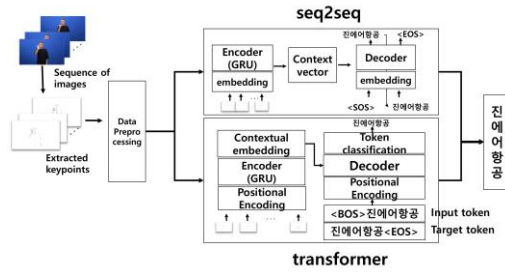 seq2seq
Sequence of
images
Extracted
keypoints
Data
Prepro
cessing
Encoder
(GRU)
embedding
Context
vector
진에어항공
<EOS>
Decoder
embedding
<SOS>
진에어항공
Contextual
embedding
Encoder
(GRU)
Positional
Encoding
...
진에어항공
Token
classification
Decoder
Positional
Encoding
<BOS>진에어항공
Input token
진에어항공<EOS>
Target token
transformer
진에어항공